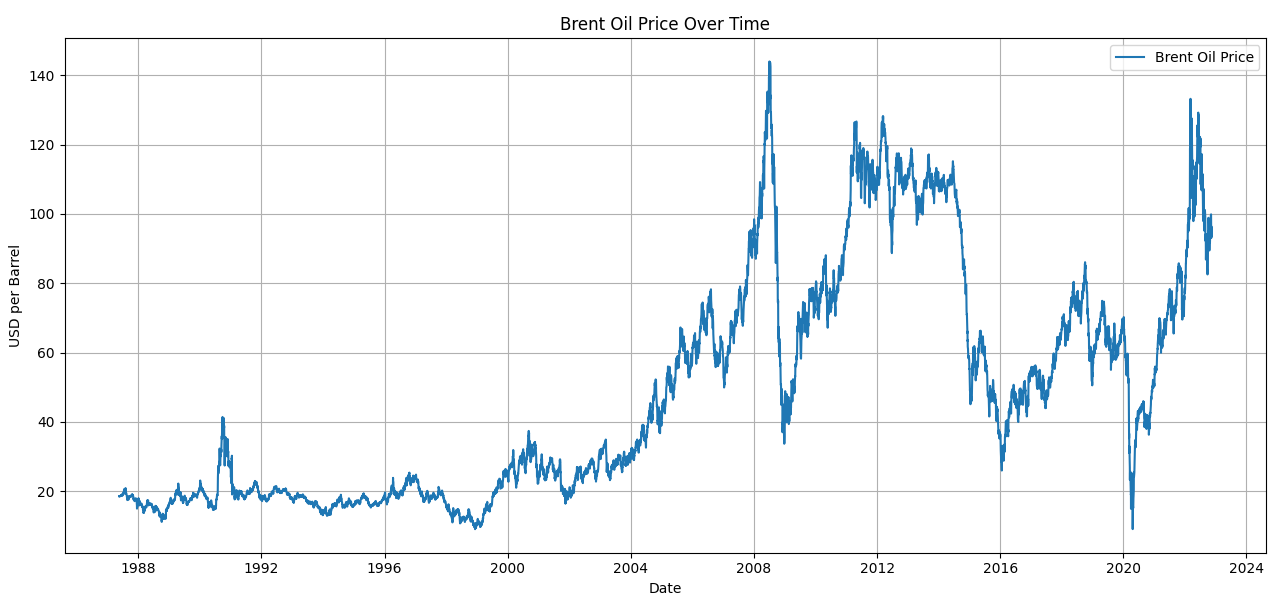 Brent Oil Price Over Time
Brent Oil Price
USD per Barrel
140
120
100
80
60
40
20
1988 1992 1996 2000 2004 2008 2012 2016 2020 2024
Date